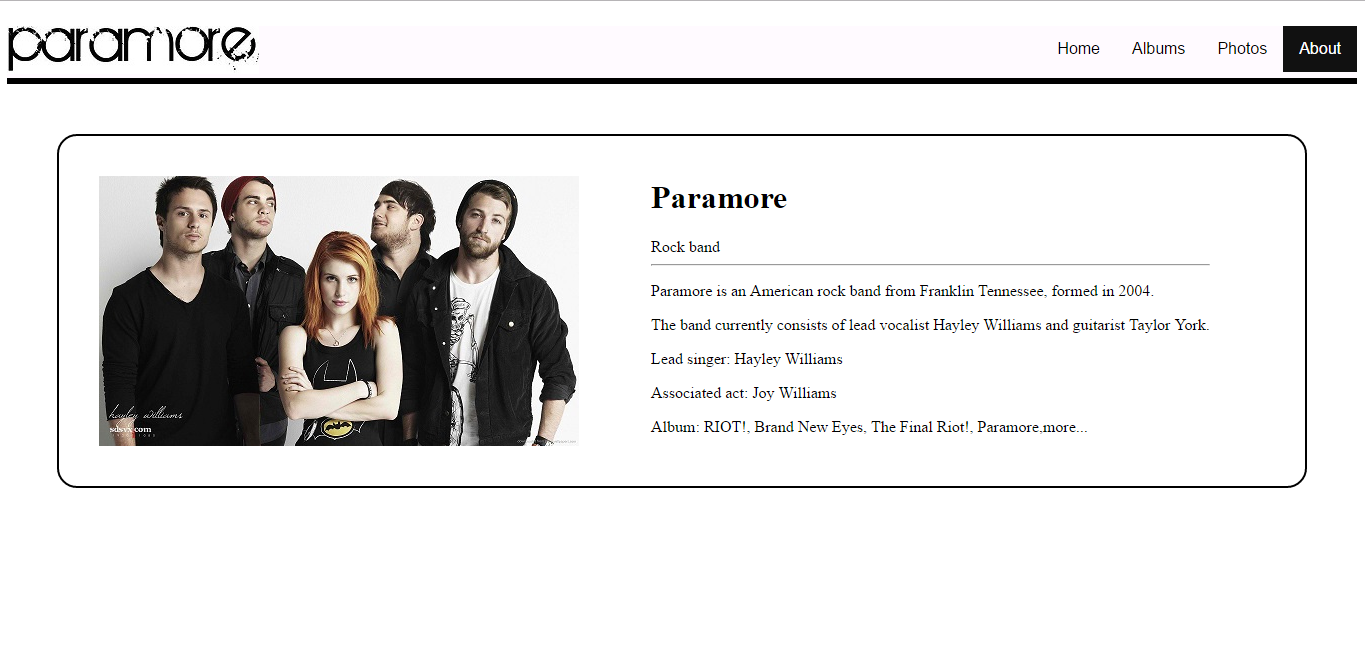 paramore
Home Albums Photos About
hayley williams
sdsyx.com
Paramore
Rock band
Paramore is an American rock band from Franklin Tennessee, formed in 2004.
The band currently consists of lead vocalist Hayley Williams and guitarist Taylor York.
Lead singer: Hayley Williams
Associated act: Joy Williams
Album: RIOT!, Brand New Eyes, The Final Riot!, Paramore,more...